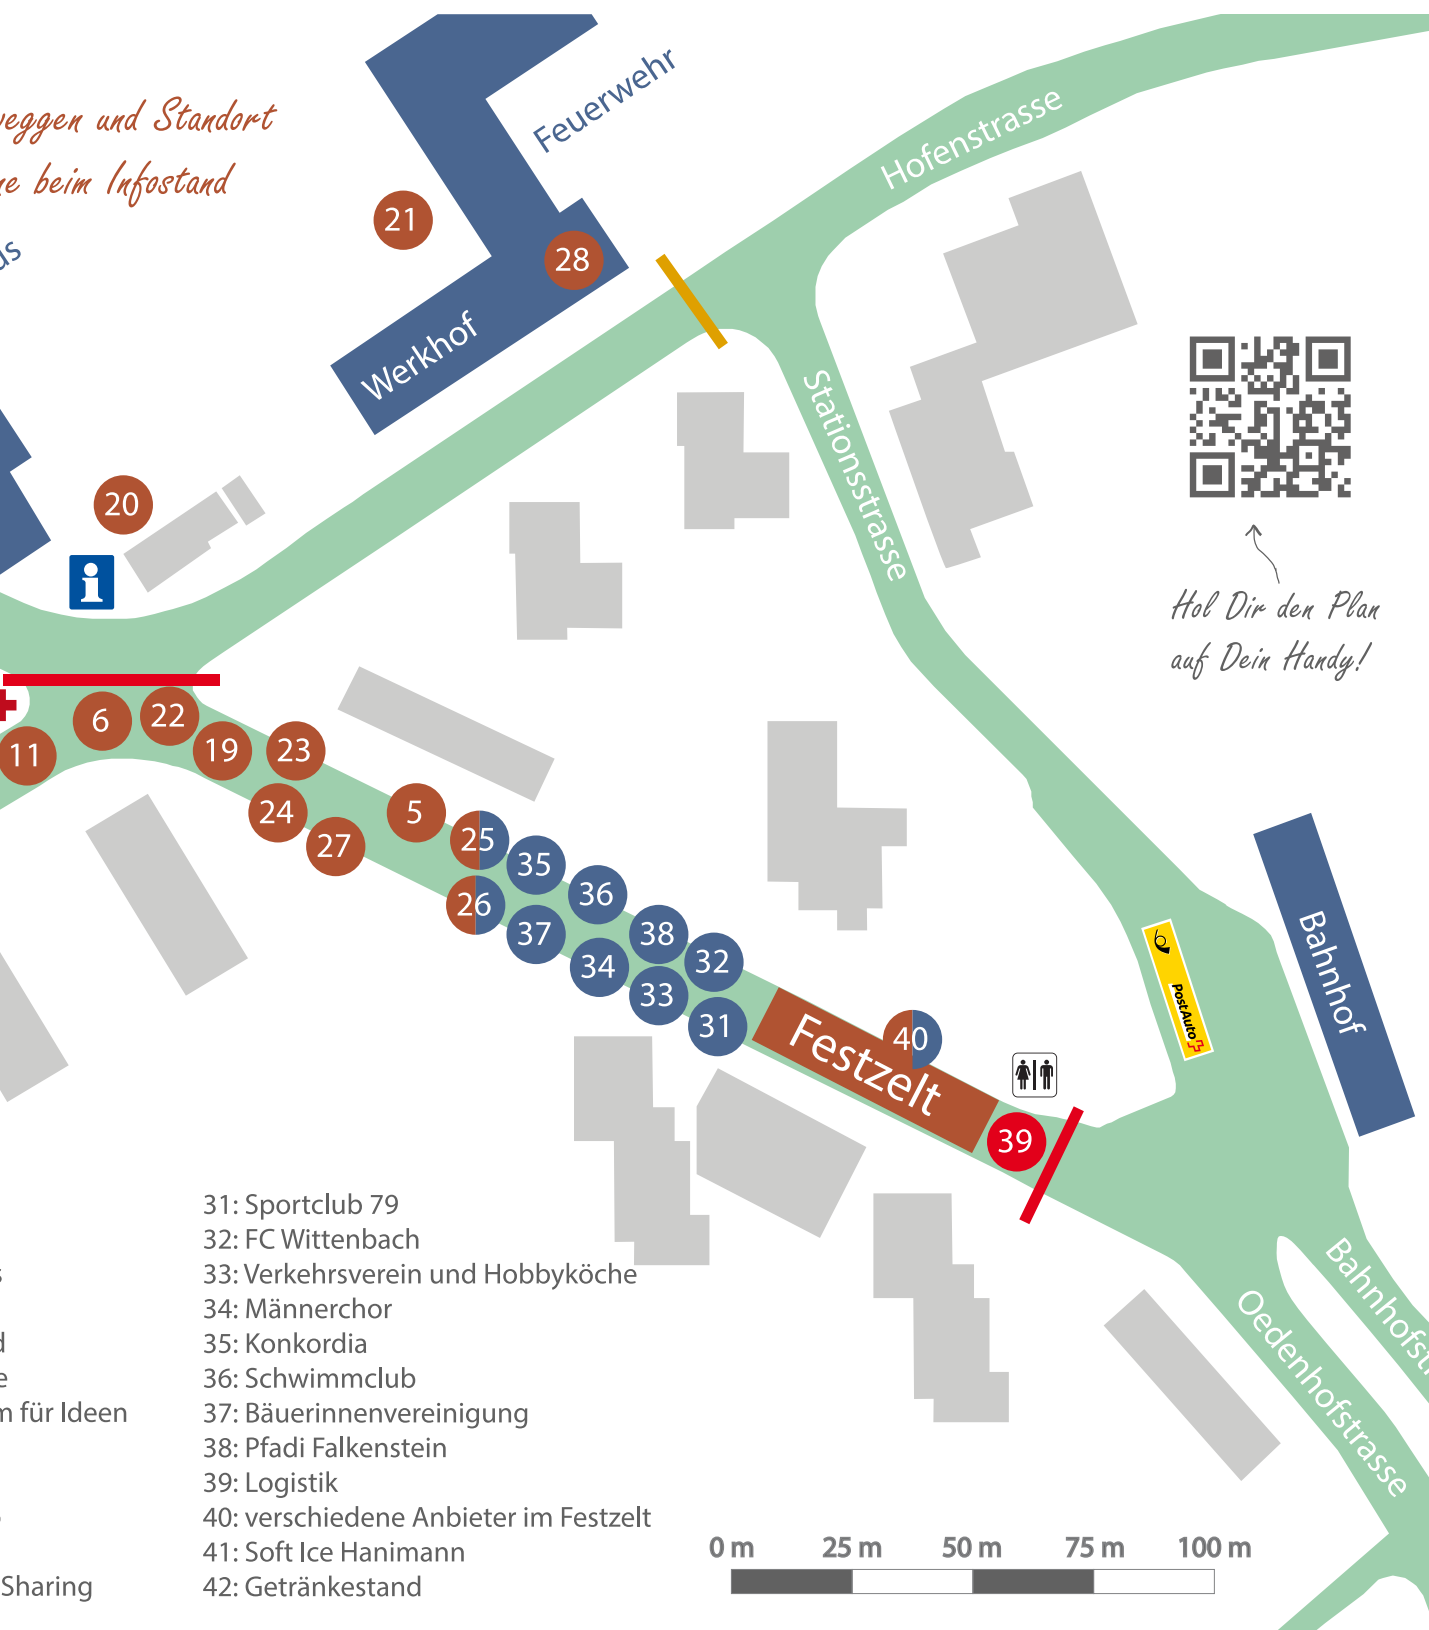 und Standort
beim Infostand
Feuerwehr
Hofenstrasse
21
28
Werkhof
Stationsstrasse
20
Hol Dir den Plan
auf Dein Handy!
6
22
11
19
23
24
27
5
25
35
26
36
37
38
34
32
33
31
Festzelt
40
39
PostAuto
Bahnhof
Oedenhofstrasse
für Ideen
Sharing
31: Sportclub 79
32: FC Wittenbach
33: Verkehrsverein und Hobbyköche
34: Männerchor
35: Konkordia
36: Schwimmclub
37: Bäuerinnenvereinigung
38: Pfadi Falkenstein
39: Logistik
40: verschiedene Anbieter im Festzelt
41: Soft Ice Hanimann
42: Getränkestand
0 m 25 m 50 m 75 m 100 m